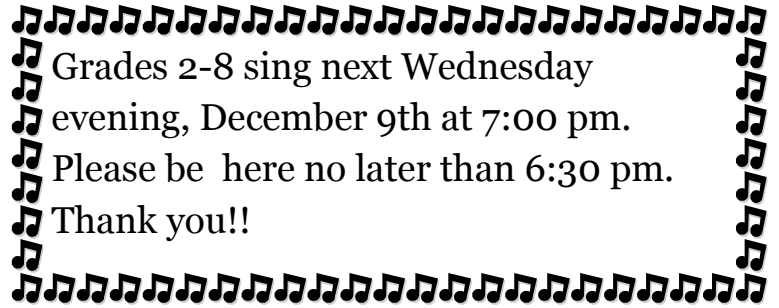 Grades 2-8 sing next Wednesday
evening, December 9th at 7:00 pm.
Please be  here no later than 6:30 pm.
Thank you!!